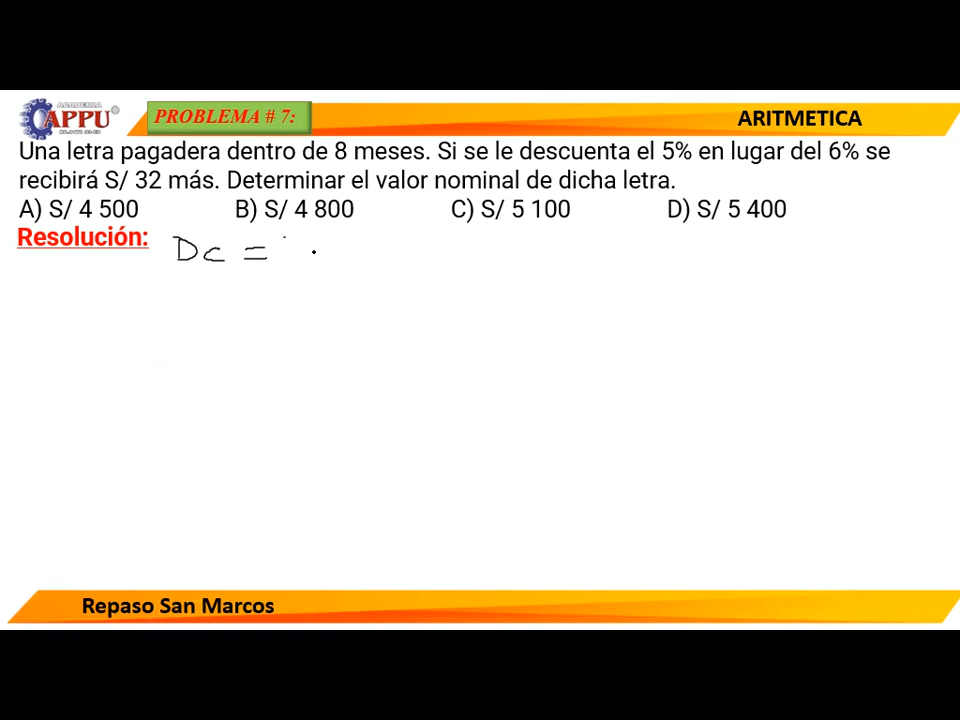 ACADEMIA
APPU
PROBLEMA # 7:
ARITMETICA
Una letra pagadera dentro de 8 meses. Si se le descuenta el 5% en lugar del 6% se
recibirá S/ 32 más. Determinar el valor nominal de dicha letra.
A) S/ 4 500 B) S/ 4 800 C) S/ 5 100 D) S/ 5 400
Resolución:
Dc =
Repaso San Marcos